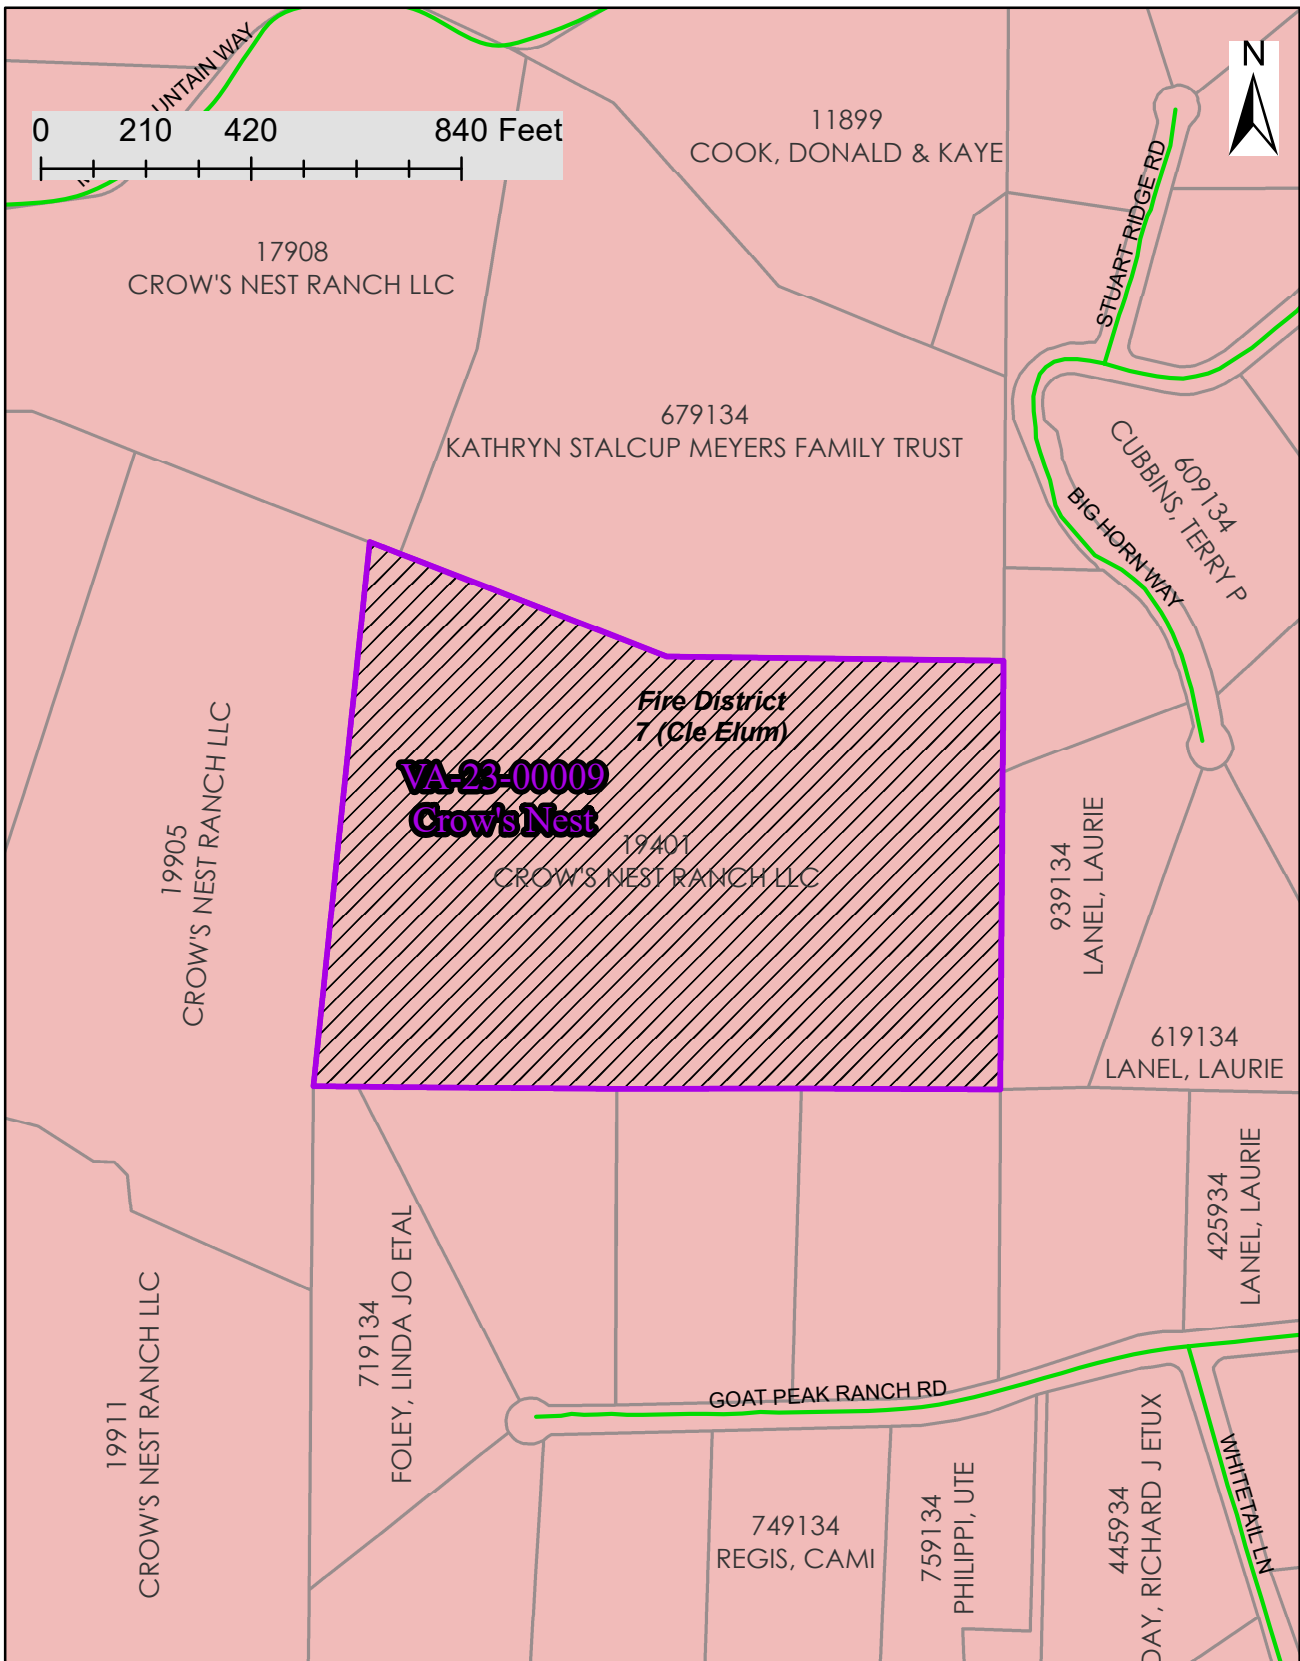 UNTAIN WAY
N
0 210 420 840 Feet
11899
COOK, DONALD & KAYE
STUART RIDGE RD
17908
CROW'S NEST RANCH LLC
679134
KATHRYN STALCUP MEYERS FAMILY TRUST
609134
CUBBINS, TERRY P
BIG HORN WAY
Fire District
7 (Cle Elum)
VA-23-00009
Crow's Nest
19401
CROW'S NEST RANCH LLC
19905
CROW'S NEST RANCH LLC
939134
LANEL, LAURIE
619134
LANEL, LAURIE
425934
LANEL, LAURIE
719134
FOLEY, LINDA JO ETAL
19911
CROW'S NEST RANCH LLC
GOAT PEAK RANCH RD
749134
REGIS, CAMI
759134
PHILIPPI, UTE
445934
DAY, RICHARD J ETUX
WHITETAIL LN